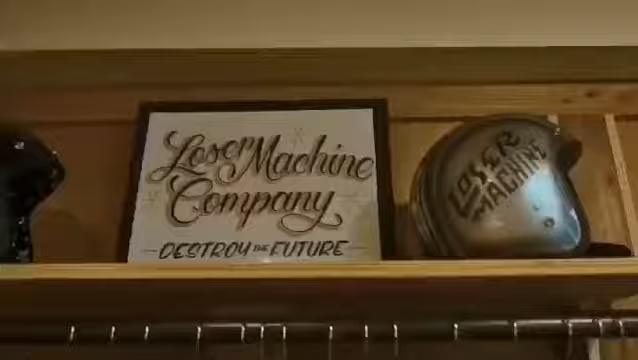 Loser Machine
Company
DESTROY THE FUTURE
LOSER
MACHINE